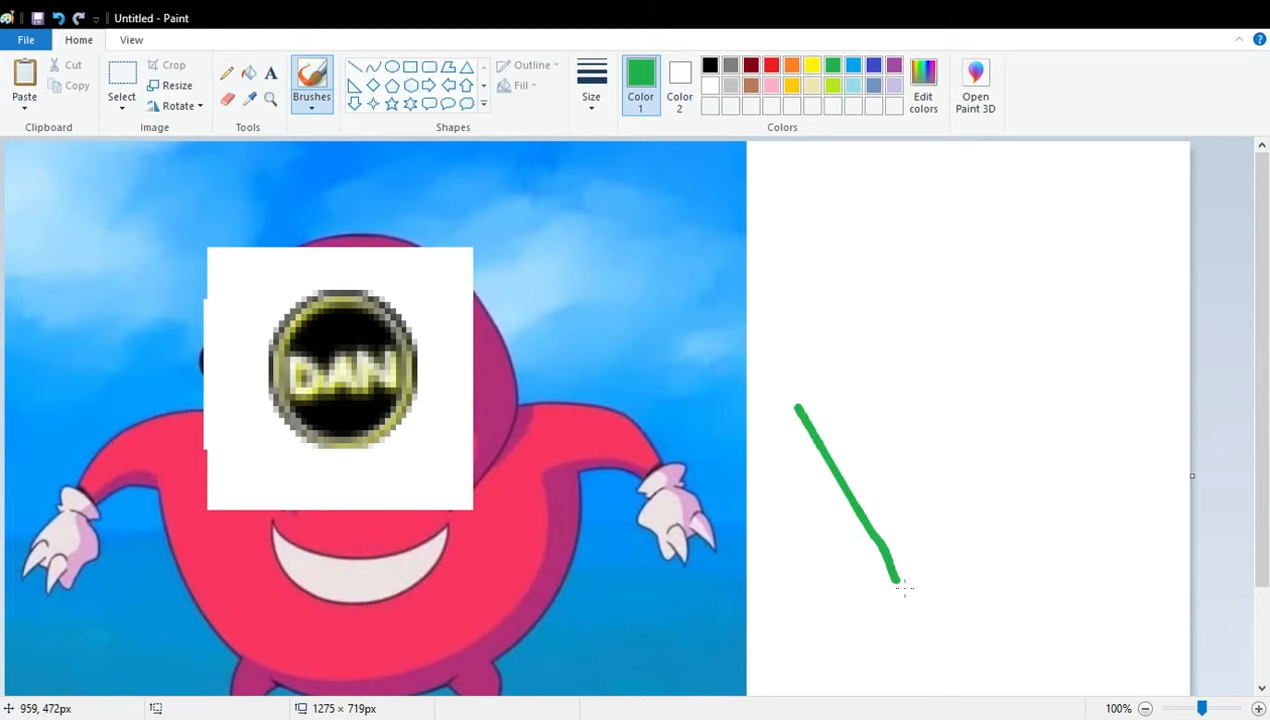 Untitled - Paint
File Home View
Paste
Cut
Copy
Clipboard
Select
Crop
Resize
Rotate
Image
A
Tools
Brushes
Outline
Fill
Shapes
Size
Color 1
Color 2
Edit colors
Colors
Open Paint 3D
DAN
959, 472px
1275 × 719px
100%